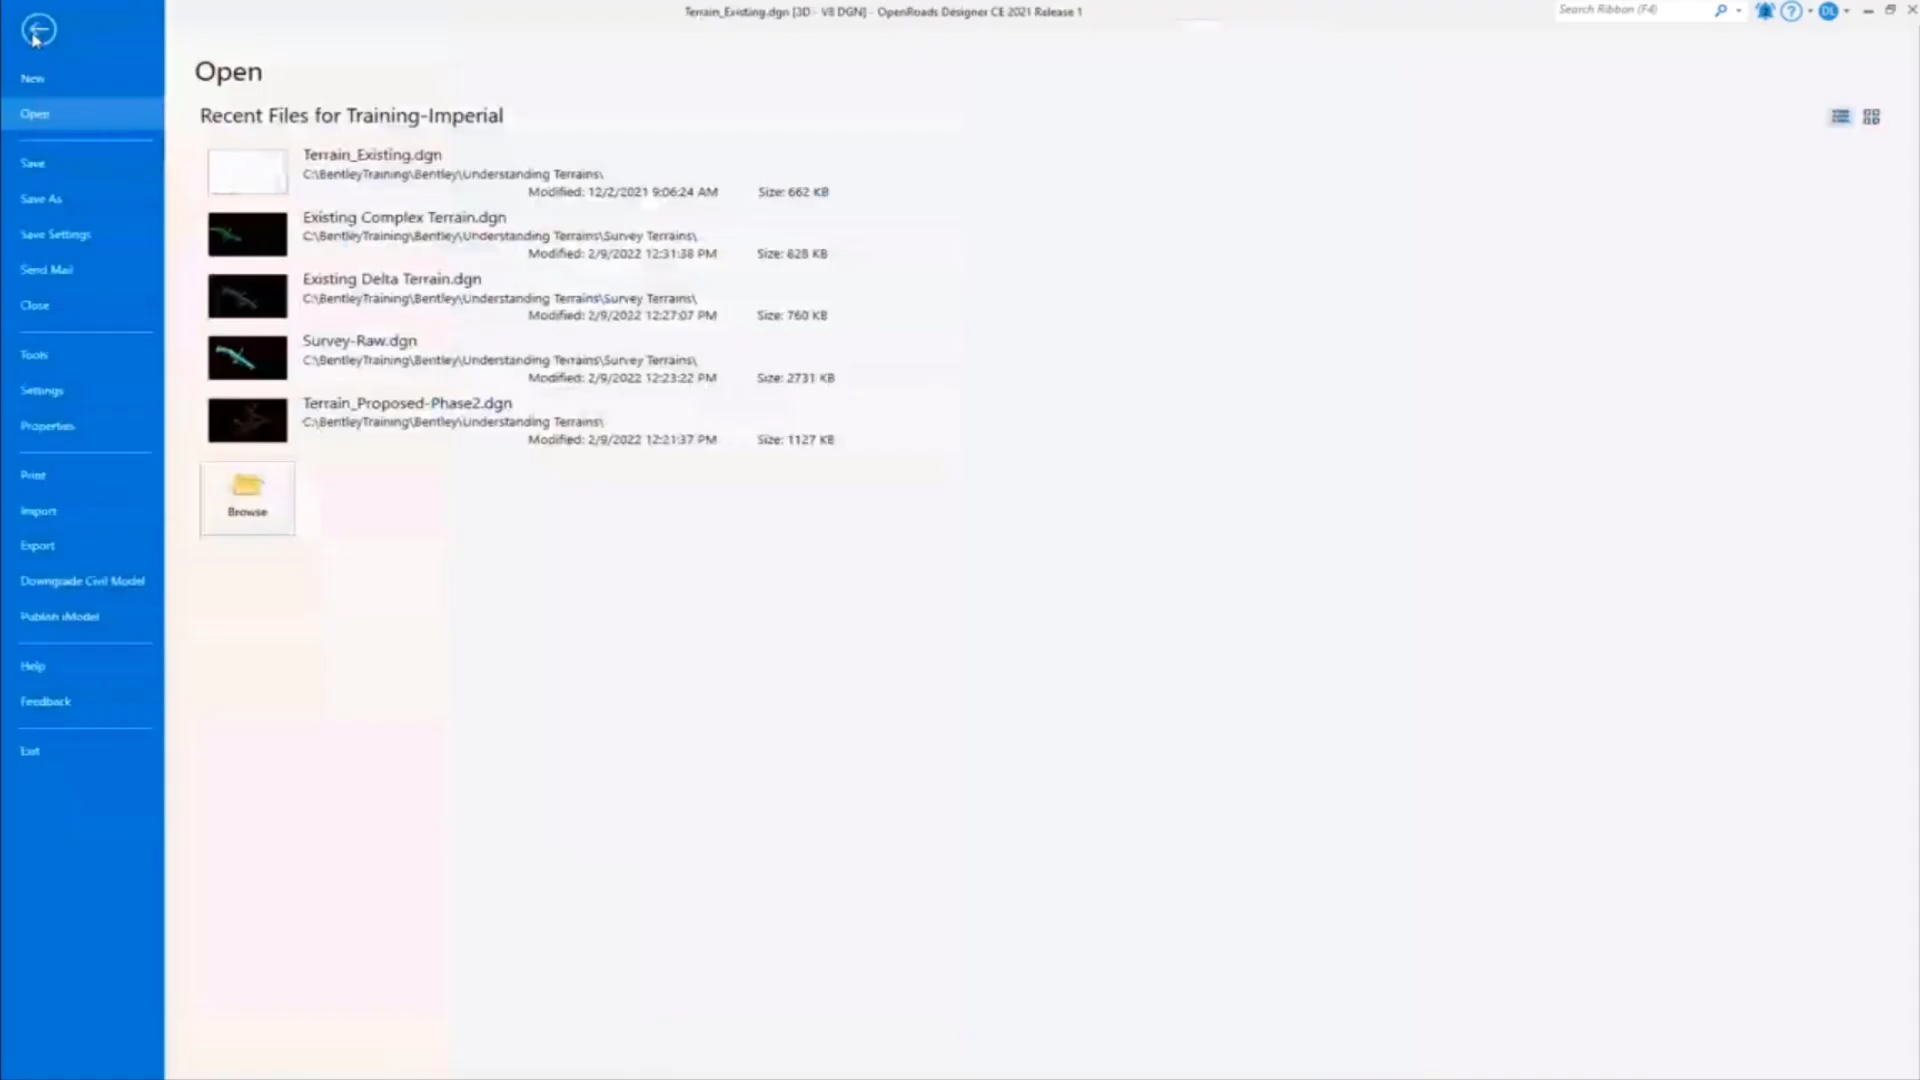 Terrain_Existing.dgn [3D - V8 DGN] - OpenRoads Designer CE 2021 Release 1
Search Ribbon (F4)
DL
New
Open
Save
Save As
Save Settings
Send Mail
Close
Tools
Settings
Properties
Print
Import
Export
Downgrade Civil Model
Publish iModel
Help
Feedback
Exit
Open
Recent Files for Training-Imperial
Terrain_Existing.dgn
C:\BentleyTraining\Bentley\Understanding Terrains\
Modified: 12/2/2021 9:06:24 AM Size: 662 KB
Existing Complex Terrain.dgn
C:\BentleyTraining\Bentley\Understanding Terrains\Survey Terrains\
Modified: 2/9/2022 12:31:38 PM Size: 828 KB
Existing Delta Terrain.dgn
C:\BentleyTraining\Bentley\Understanding Terrains\Survey Terrains\
Modified: 2/9/2022 12:27:07 PM Size: 760 KB
Survey-Raw.dgn
C:\BentleyTraining\Bentley\Understanding Terrains\Survey Terrains\
Modified: 2/9/2022 12:23:22 PM Size: 2731 KB
Terrain_Proposed-Phase2.dgn
C:\BentleyTraining\Bentley\Understanding Terrains\
Modified: 2/9/2022 12:21:37 PM Size: 1127 KB
Browse